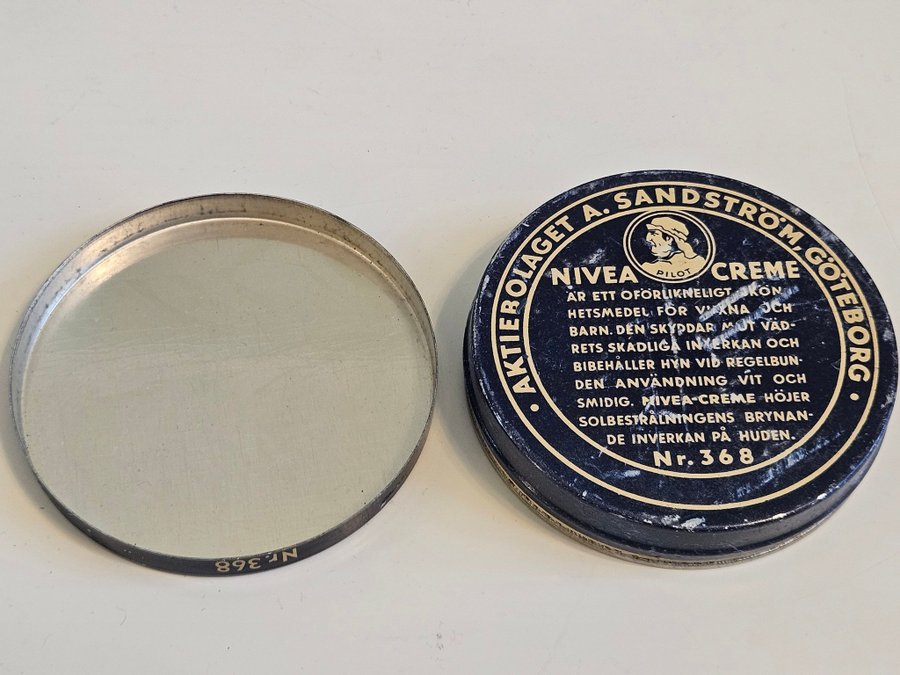 AKTIEBOLAGET A. SANDSTRÖM, GÖTEBORG
PILOT
NIVEA CREME
ÄR ETT OFÖRLIKNELIGT SKÖN
HETSMEDEL FÖR VUXNA OCH
BARN. DEN SKYDDAR MOT VÄD-
RETS SKADLIGA INVERKAN OCH
BIBEHÅLLER HYN VID REGELBUN-
DEN ANVÄNDNING VIT OCH
SMIDIG. NIVEA-CREME HÖJER
SOLBESTRÅLNINGENS BRYNAN-
DE INVERKAN PÅ HUDEN.
Nr. 368
Nr. 368